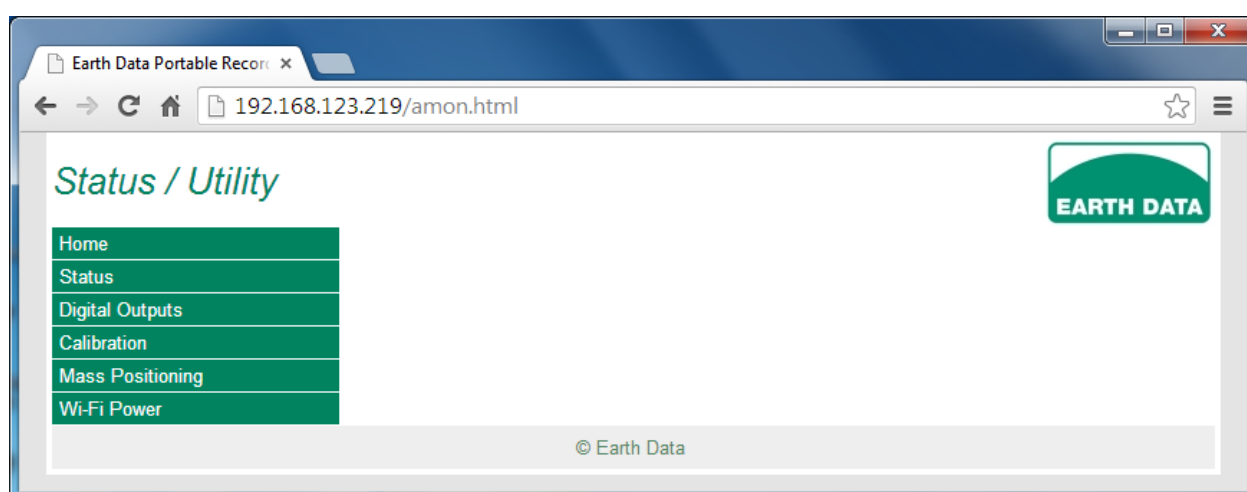 Earth Data Portable Recor
192.168.123.219/amon.html
Status / Utility
EARTH DATA
Home
Status
Digital Outputs
Calibration
Mass Positioning
Wi-Fi Power
© Earth Data